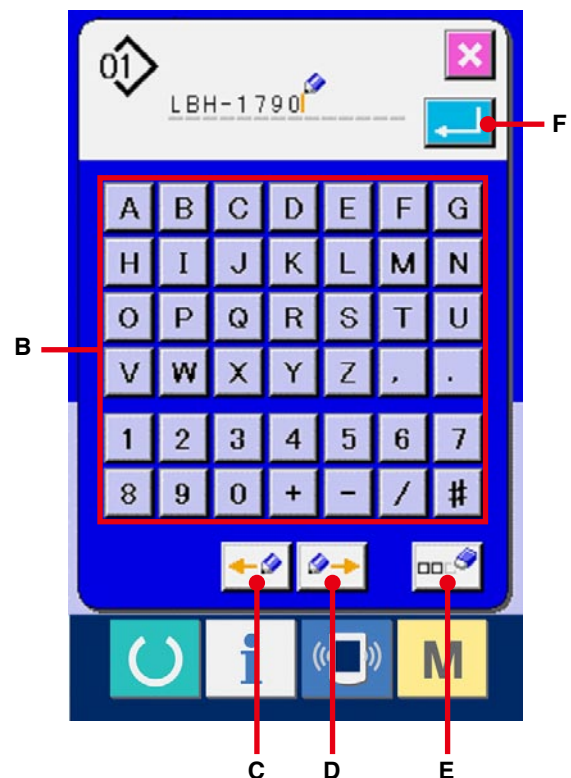 01
LBH-1790
F
A B C D E F G
H I J K L M N
O P Q R S T U
B
V W X Y Z , .
1 2 3 4 5 6 7
8 9 0 + - / #
i M
C D E